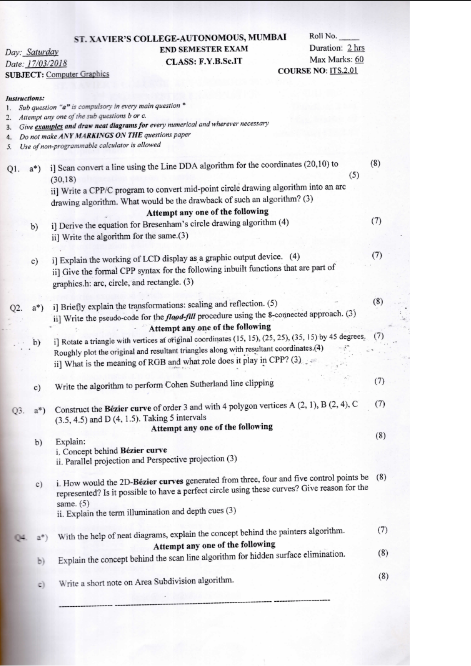 ST. XAVIER'S COLLEGE-AUTONOMOUS, MUMBAI
Roll No. _____
END SEMESTER EXAM
Duration: 2 hrs
Day: Saturday
CLASS: F.Y.B.Sc.IT
Max Marks: 60
Date: 17/03/2018
COURSE NO: ITS.2.01
SUBJECT: Computer Graphics
Instructions:
1. Sub question "a" is compulsory in every main question *
2. Attempt any one of the sub questions b or c.
3. Give examples and draw neat diagrams for every numerical and wherever necessary
4. Do not make ANY MARKINGS ON THE questions paper
5. Use of non-programmable calculator is allowed
Q1. a*) i] Scan convert a line using the Line DDA algorithm for the coordinates (20,10) to (8)
(30,18) (5)
ii] Write a CPP/C program to convert mid-point circle drawing algorithm into an arc
drawing algorithm. What would be the drawback of such an algorithm? (3)
Attempt any one of the following
b) i] Derive the equation for Bresenham's circle drawing algorithm (4) (7)
ii] Write the algorithm for the same.(3)
c) i] Explain the working of LCD display as a graphic output device. (4) (7)
ii] Give the formal CPP syntax for the following inbuilt functions that are part of
graphics.h: arc, circle, and rectangle. (3)
Q2. a*) i] Briefly explain the transformations: scaling and reflection. (5) (8)
ii] Write the pseudo-code for the flood-fill procedure using the 8-connected approach. (3)
Attempt any one of the following
b) i] Rotate a triangle with vertices at original coordinates (15, 15), (25, 25), (35, 15) by 45 degrees. (7)
Roughly plot the original and resultant triangles along with resultant coordinates.(4)
ii] What is the meaning of RGB and what role does it play in CPP? (3)
c) Write the algorithm to perform Cohen Sutherland line clipping (7)
Q3. a*) Construct the Bézier curve of order 3 and with 4 polygon vertices A (2, 1), B (2, 4), C (7)
(3.5, 4.5) and D (4, 1.5). Taking 5 intervals
Attempt any one of the following
b) Explain: (8)
i. Concept behind Bézier curve
ii. Parallel projection and Perspective projection (3)
c) i. How would the 2D-Bézier curves generated from three, four and five control points be (8)
represented? Is it possible to have a perfect circle using these curves? Give reason for the
same. (5)
ii. Explain the term illumination and depth cues (3)
Q4. a*) With the help of neat diagrams, explain the concept behind the painters algorithm. (7)
Attempt any one of the following
b) Explain the concept behind the scan line algorithm for hidden surface elimination. (8)
c) Write a short note on Area Subdivision algorithm. (8)